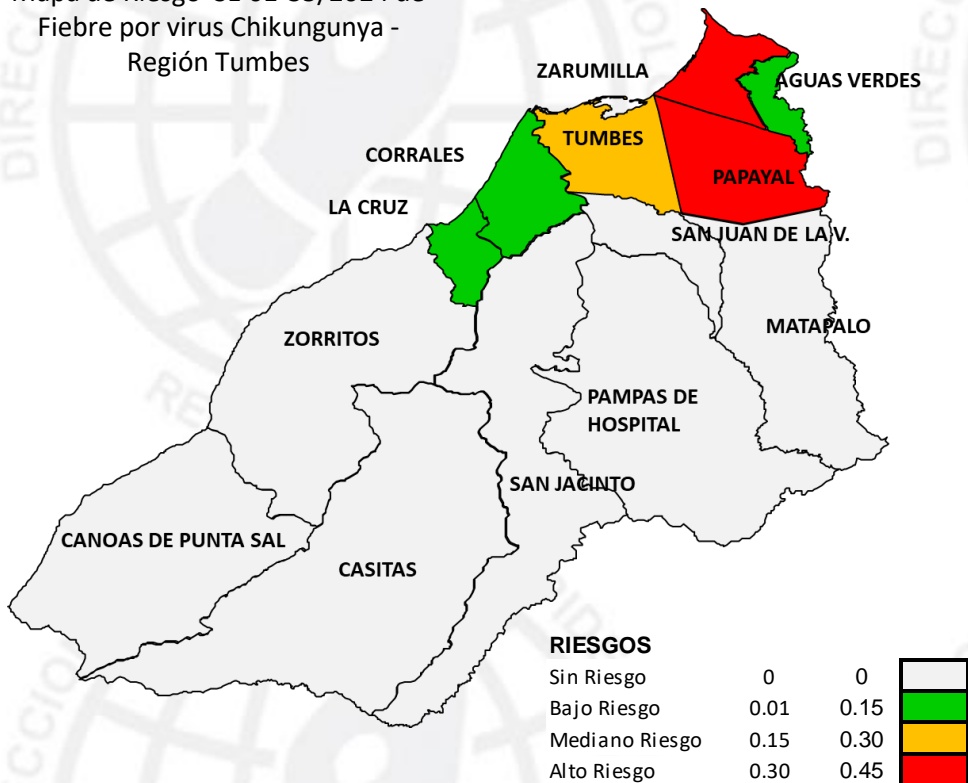 Fiebre por virus Chikungunya -
Región Tumbes
ZARUMILLA
AGUAS VERDES
TUMBES
CORRALES
PAPAYAL
LA CRUZ
SAN JUAN DE LA V.
MATAPALO
ZORRITOS
PAMPAS DE
HOSPITAL
SAN JACINTO
CANOAS DE PUNTA SAL
CASITAS
RIESGOS
Sin Riesgo 0 0
Bajo Riesgo 0.01 0.15
Mediano Riesgo 0.15 0.30
Alto Riesgo 0.30 0.45